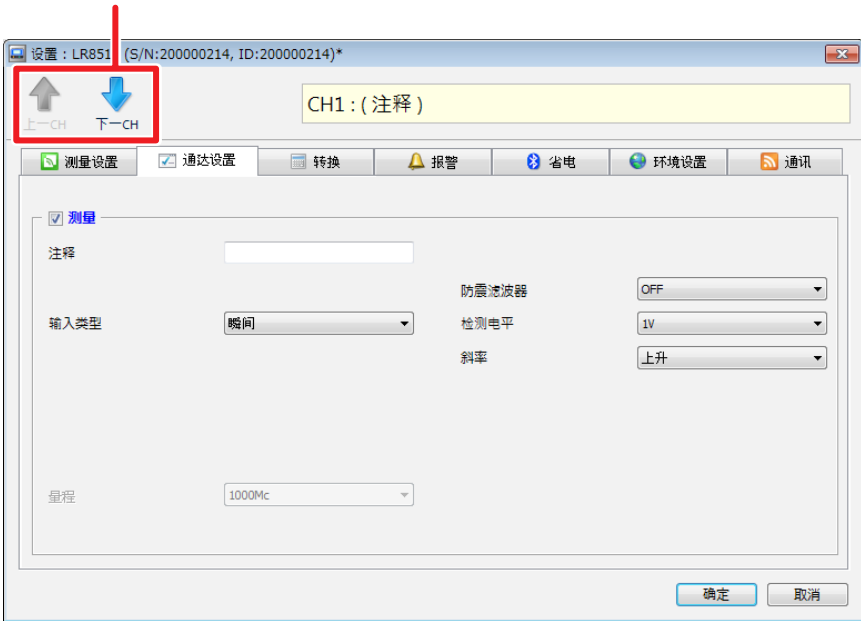 设置 : LR851 (S/N:200000214, ID:200000214)*
上一CH 下一CH
CH1 : ( 注释 )
测量设置 通达设置 转换 报警 省电 环境设置 通讯
测量
注释
防震滤波器 OFF
输入类型 瞬间 检测电平 1V
斜率 上升
量程 1000Mc
确定 取消